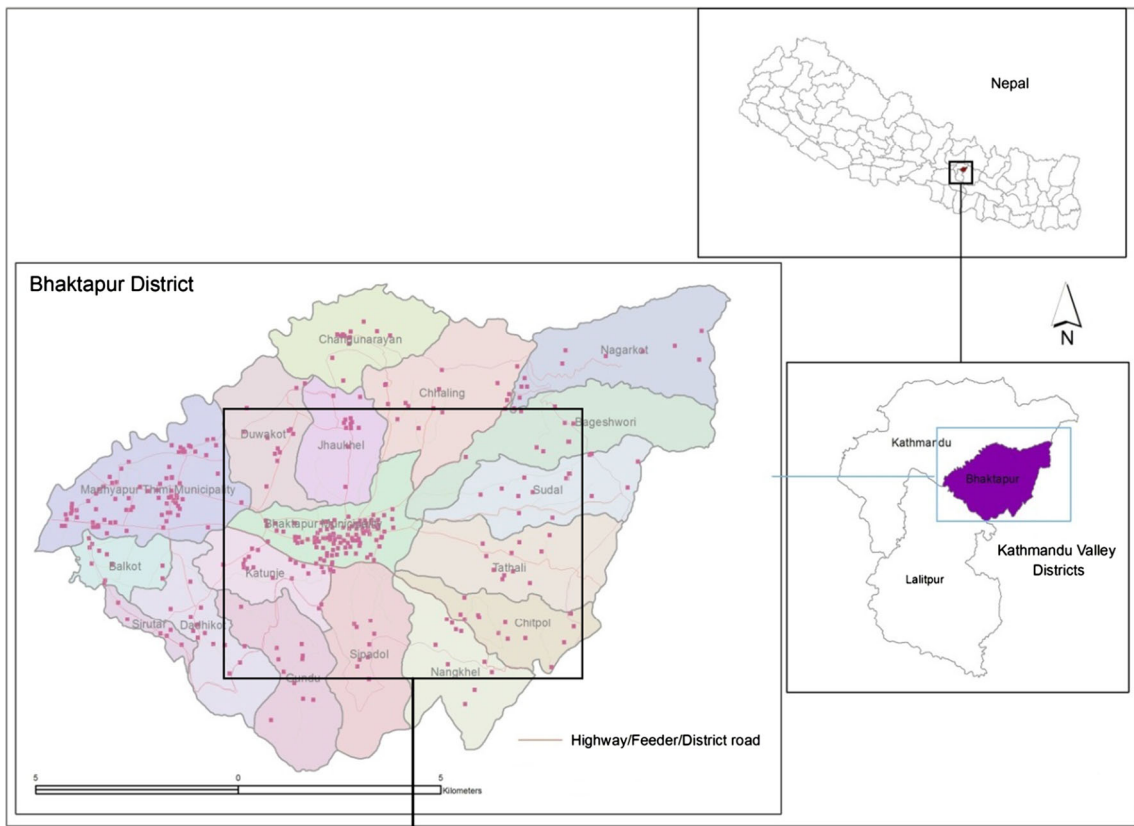 Nepal
Bhaktapur District
Changunarayan
Nagarkot
Chhaling
Bageshwori
Duwakot
Jhaukhel
Madhyapur Thimi Municipality
Sudal
Bhaktapur Municipality
Balkot
Katunje
Tathali
Sirutar
Dadhikot
Chitpol
Sipadol
Nangkhel
Gundu
Highway/Feeder/District road
5 0 5
Kilometers
N
Kathmandu
Bhaktapur
Kathmandu Valley
Districts
Lalitpur